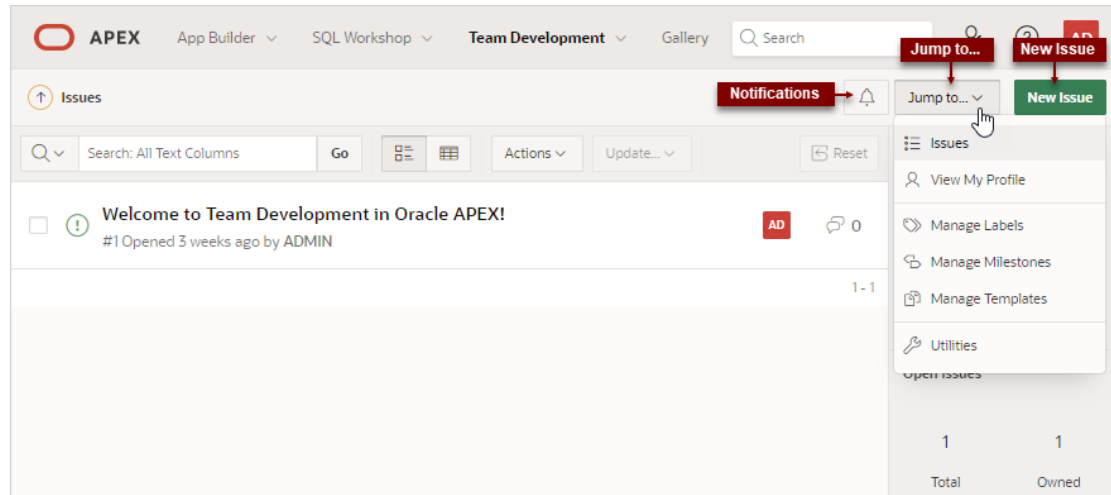 APEX App Builder SQL Workshop Team Development Gallery Search AD
Jump to... New Issue
Issues Notifications Jump to... New Issue
Search: All Text Columns Go Actions Update... Reset
Issues
View My Profile
Welcome to Team Development in Oracle APEX! AD 0
#1 Opened 3 weeks ago by ADMIN
Manage Labels
Manage Milestones
1 - 1
Manage Templates
Utilities
Open Issues
1 1
Total Owned